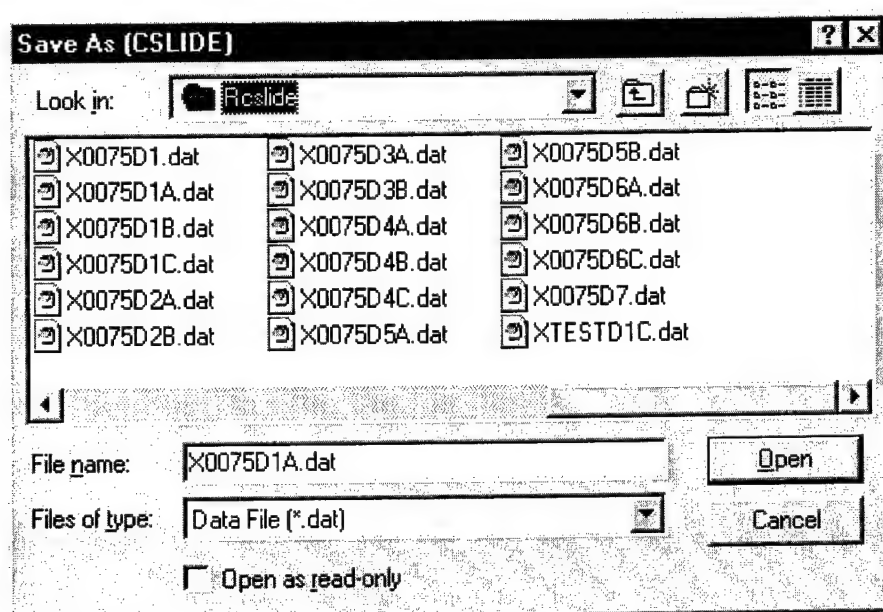 Save As (CSLIDE)
Look in: Rcslide
X0075D1.dat
X0075D1A.dat
X0075D1B.dat
X0075D1C.dat
X0075D2A.dat
X0075D2B.dat
X0075D3A.dat
X0075D3B.dat
X0075D4A.dat
X0075D4B.dat
X0075D4C.dat
X0075D5A.dat
X0075D5B.dat
X0075D6A.dat
X0075D6B.dat
X0075D6C.dat
X0075D7.dat
XTESTD1C.dat
File name: X0075D1A.dat
Open
Files of type: Data File (*.dat)
Cancel
Open as read-only